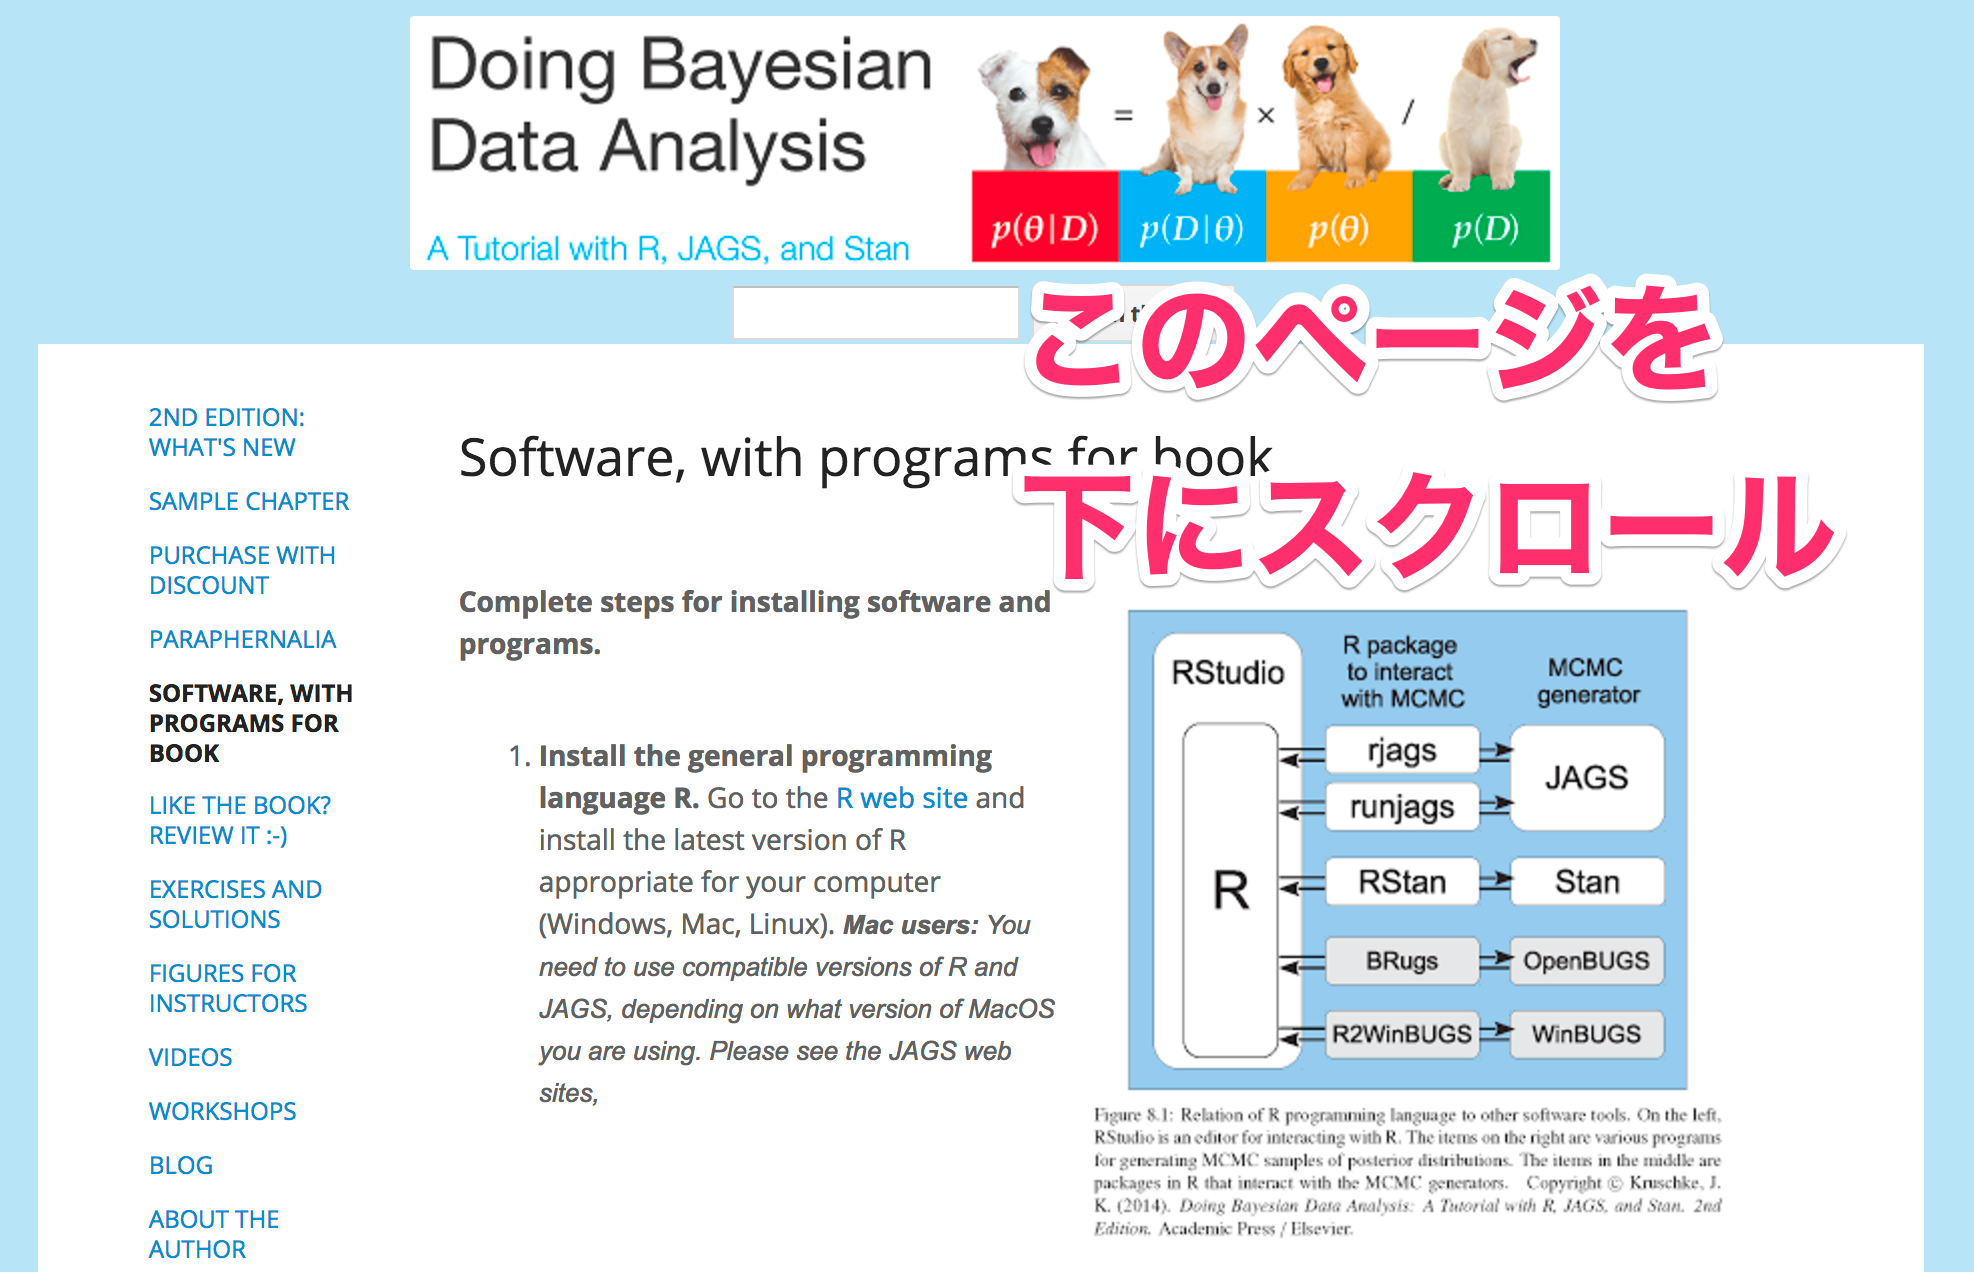 Doing Bayesian
Data Analysis
A Tutorial with R, JAGS, and Stan
= × /
p(θ|D) p(D|θ) p(θ) p(D)
このページを
下にスクロール
2ND EDITION:
WHAT'S NEW
SAMPLE CHAPTER
PURCHASE WITH
DISCOUNT
PARAPHERNALIA
SOFTWARE, WITH
PROGRAMS FOR
BOOK
LIKE THE BOOK?
REVIEW IT :-)
EXERCISES AND
SOLUTIONS
FIGURES FOR
INSTRUCTORS
VIDEOS
WORKSHOPS
BLOG
ABOUT THE
AUTHOR
Software, with programs for book
Complete steps for installing software and
programs.
1. Install the general programming
language R. Go to the R web site and
install the latest version of R
appropriate for your computer
(Windows, Mac, Linux). Mac users: You
need to use compatible versions of R and
JAGS, depending on what version of MacOS
you are using. Please see the JAGS web
sites,
RStudio
R
R package
to interact
with MCMC
MCMC
generator
rjags
runjags
JAGS
RStan
Stan
BRugs
OpenBUGS
R2WinBUGS
WinBUGS
Figure 8.1: Relation of R programming language to other software tools. On the left,
RStudio is an editor for interacting with R. The items on the right are various programs
for generating MCMC samples of posterior distributions. The items in the middle are
packages in R that interact with the MCMC generators. Copyright © Kruschke, J.
K. (2014). Doing Bayesian Data Analysis: A Tutorial with R, JAGS, and Stan. 2nd
Edition. Academic Press / Elsevier.